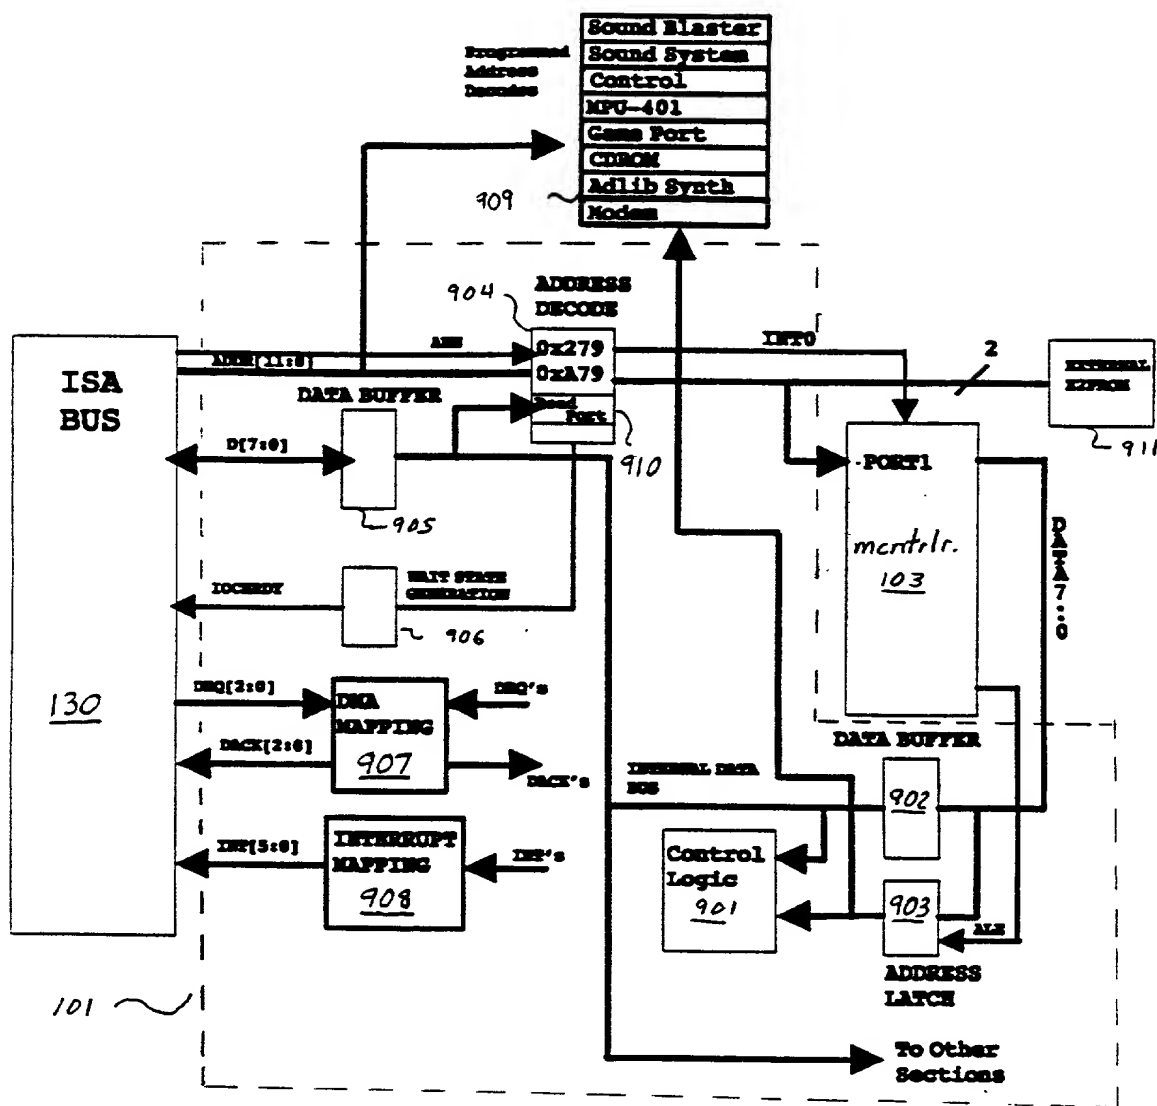 Sound Blaster
Programmed
Address
Decodes
Sound System
Control
MPU-401
Game Port
CDROM
Adlib Synth
Modem
909
904
ADDRESS
DECODE
ISA
BUS
AEN
ADDR[11:0]
0x279
0xA79
Read
Port
INT0
2
EXTERNAL
E2PROM
911
DATA BUFFER
D[7:0]
905
910
PORT1
mcntrlr.
103
DATA7:0
IOCHRDY
WAIT STATE
GENERATION
906
130
DRQ[2:0]
DMA
MAPPING
907
DRQ's
DACK[2:0]
DACK's
INT[5:0]
INTERRUPT
MAPPING
908
INT's
INTERNAL DATA
BUS
DATA BUFFER
902
Control
Logic
901
903
ALE
ADDRESS
LATCH
101
To Other
Sections